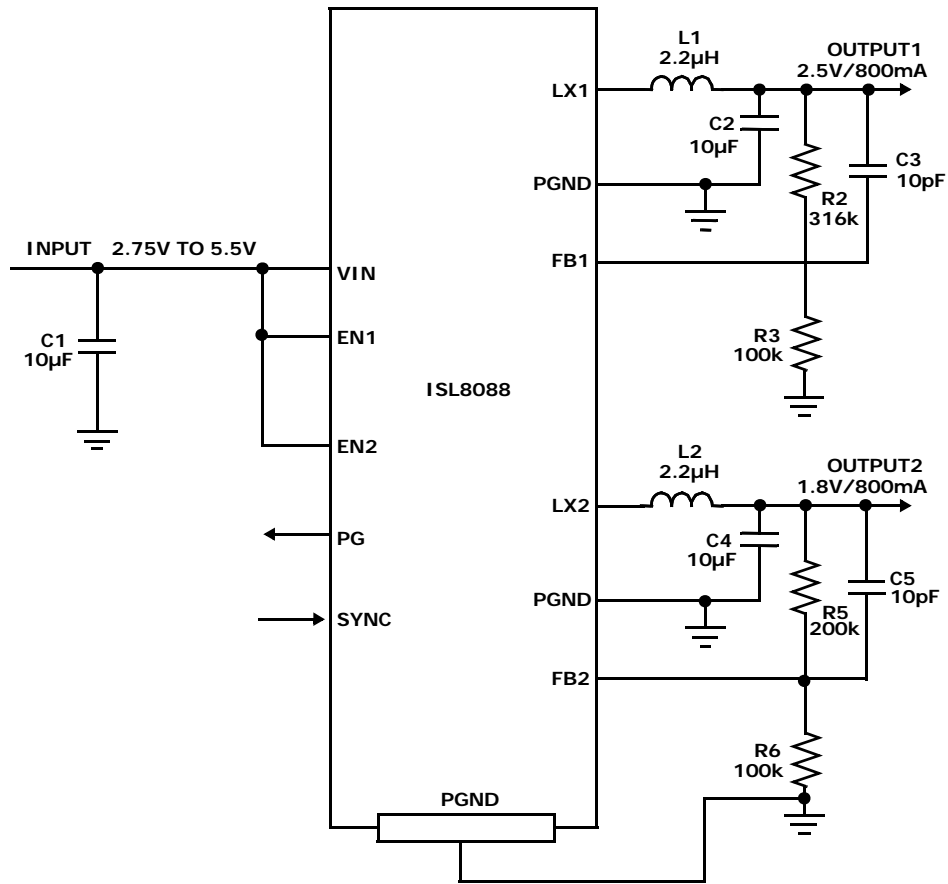 L1
2.2µH
OUTPUT1
2.5V/800mA
LX1
C2
10µF
C3
10pF
PGND
R2
316k
INPUT 2.75V TO 5.5V
FB1
VIN
C1
10µF
EN1
R3
100k
ISL8088
EN2
L2
2.2µH
OUTPUT2
1.8V/800mA
LX2
PG
C4
10µF
C5
10pF
PGND
SYNC
R5
200k
FB2
R6
100k
PGND